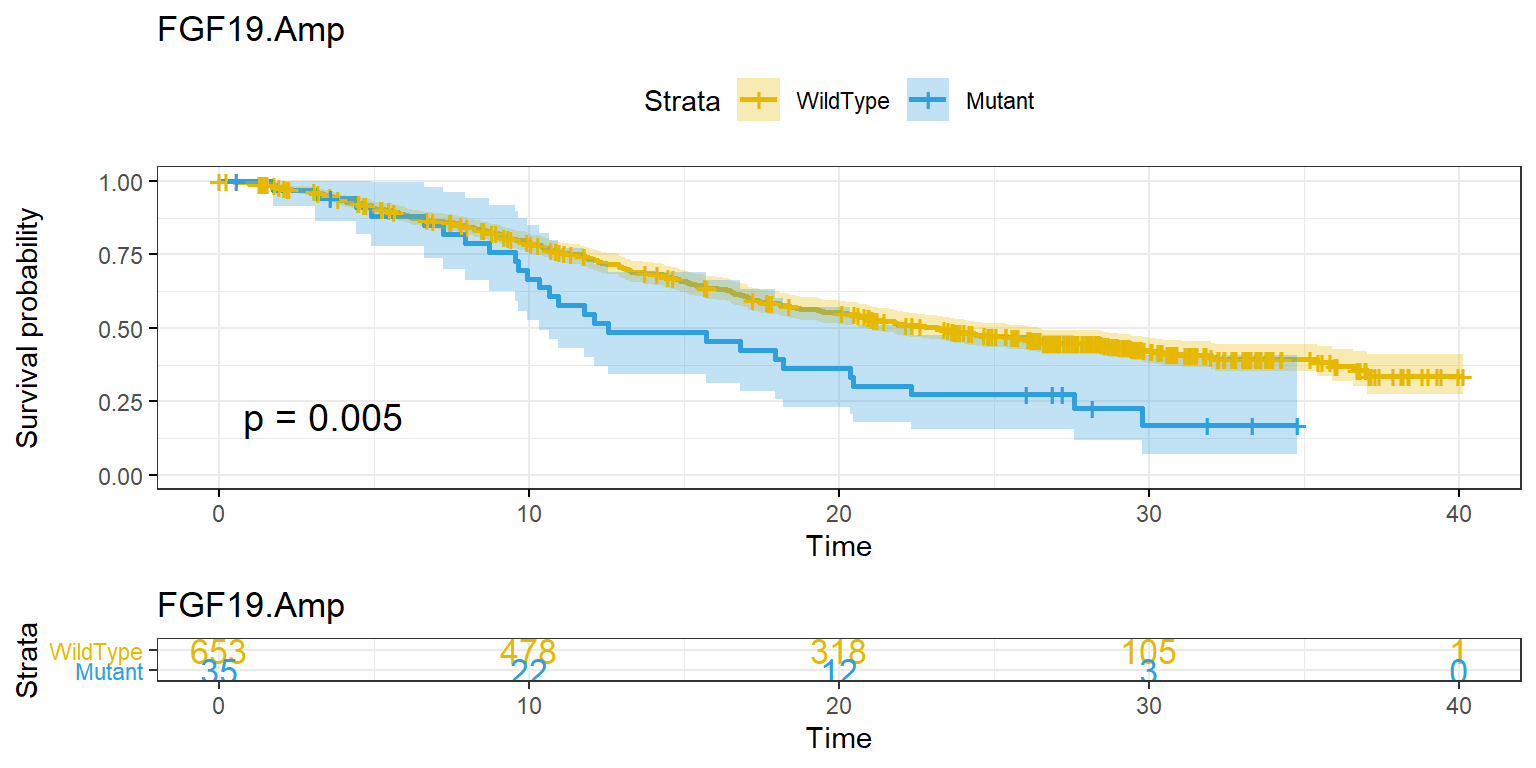 FGF19.Amp
Strata WildType Mutant
Survival probability
1.00
0.75
0.50
0.25
0.00
p = 0.005
0 10 20 30 40
Time
FGF19.Amp
Strata
WildType 653 478 318 105 1
Mutant 35 22 12 3 0
0 10 20 30 40
Time